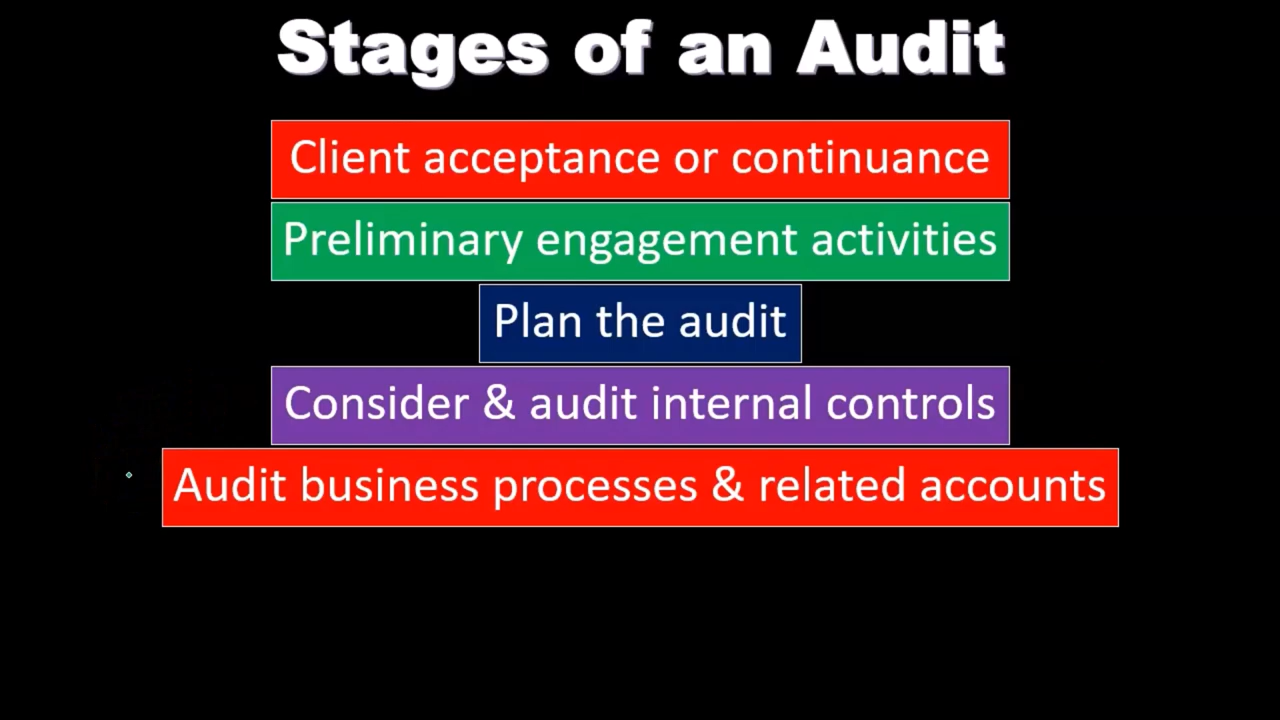 Stages of an Audit
Client acceptance or continuance
Preliminary engagement activities
Plan the audit
Consider & audit internal controls
Audit business processes & related accounts